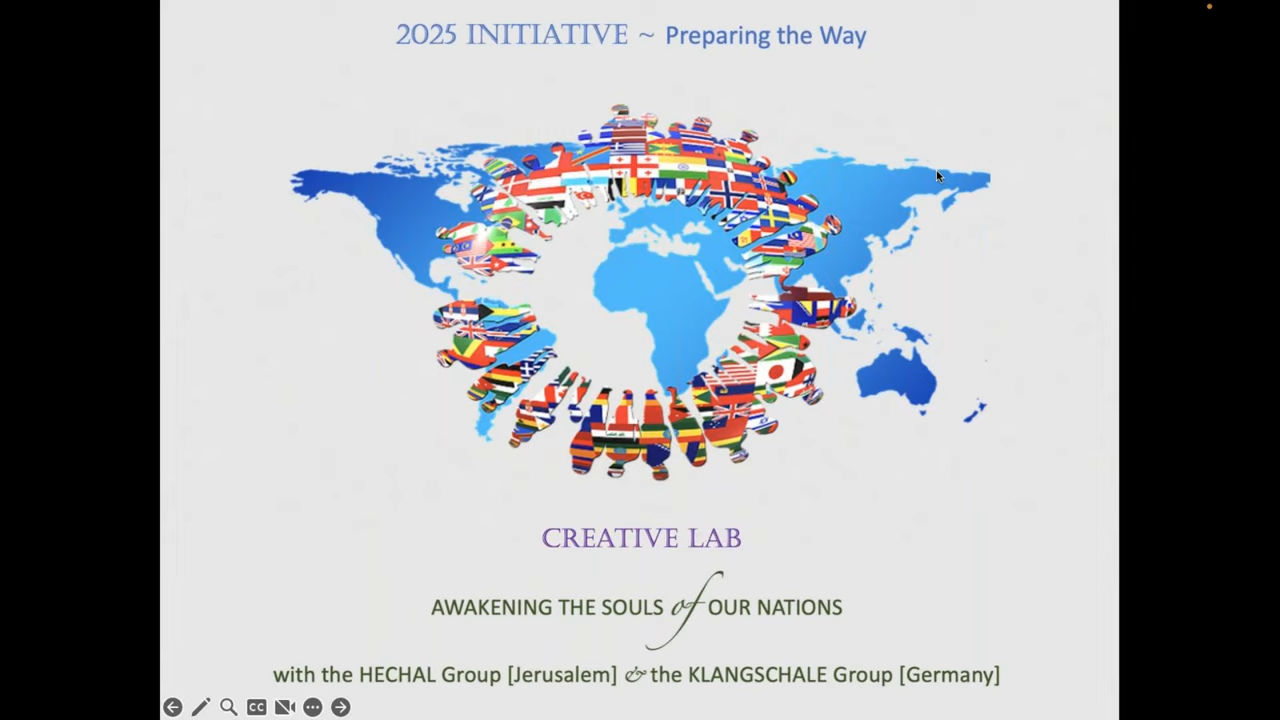 2025 INITIATIVE ~ Preparing the Way
CREATIVE LAB
AWAKENING THE SOULS of OUR NATIONS
with the HECHAL Group [Jerusalem] & the KLANGSCHALE Group [Germany]
CC